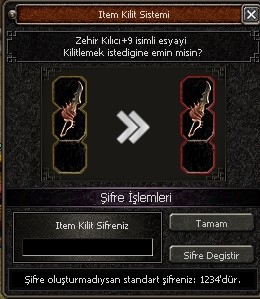 Item Kilit Sistemi
Zehir Kılıcı+9 isimli esyayi
Kilitlemek istedigine emin misin?
Şifre İşlemleri
Item Kilit Sifreniz
Tamam
Sifre Degistir
Şifre oluşturmadıysan standart şifreniz: 1234'dür.